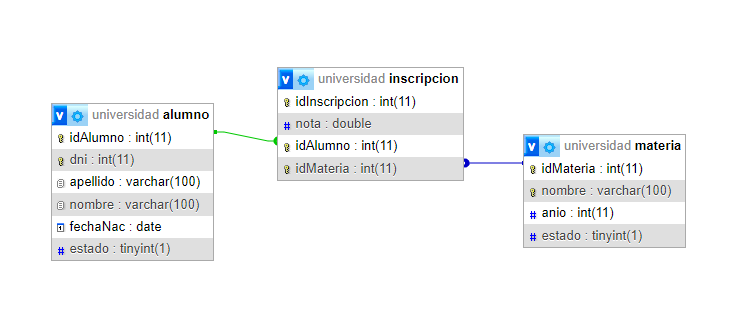 v universidad alumno
idAlumno : int(11)
dni : int(11)
apellido : varchar(100)
nombre : varchar(100)
fechaNac : date
# estado : tinyint(1)
v universidad inscripcion
idInscripcion : int(11)
# nota : double
idAlumno : int(11)
idMateria : int(11)
v universidad materia
idMateria : int(11)
nombre : varchar(100)
# anio : int(11)
# estado : tinyint(1)